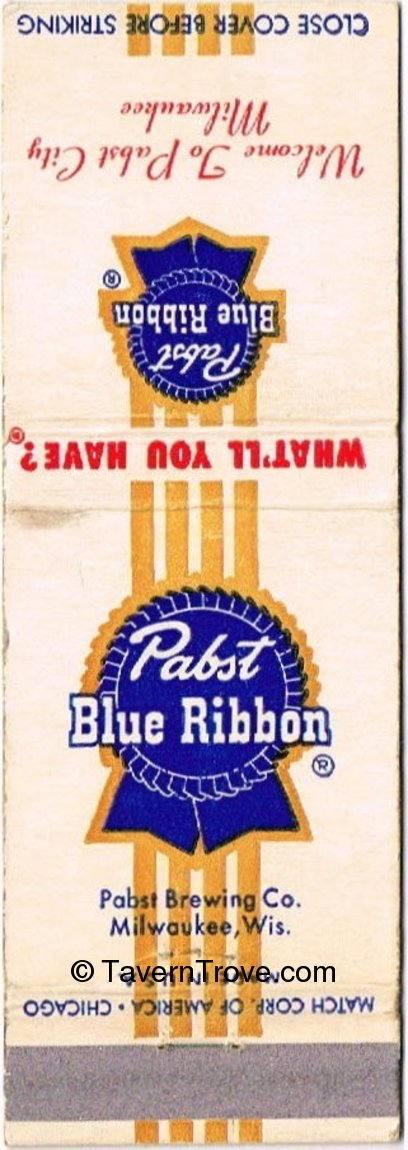 CLOSE COVER BEFORE STRIKING
Welcome To Pabst City
Milwaukee
Pabst
Blue Ribbon
®
WHAT'LL YOU HAVE?®
Pabst
Blue Ribbon
®
Pabst Brewing Co.
Milwaukee, Wis.
© TavernTrove.com
MATCH CORP. OF AMERICA • CHICAGO